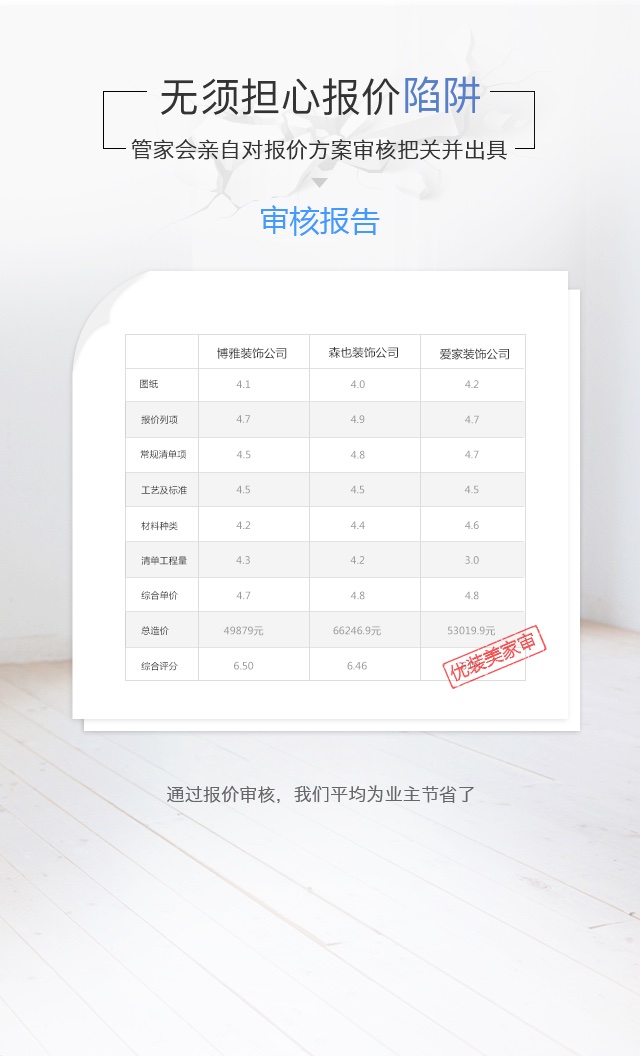 无须担心报价陷阱
管家会亲自对报价方案审核把关并出具
审核报告
博雅装饰公司 森也装饰公司 爱家装饰公司
图纸 4.1 4.0 4.2
报价列项 4.7 4.9 4.7
常规清单项 4.5 4.8 4.7
工艺及标准 4.5 4.5 4.5
材料种类 4.2 4.4 4.6
清单工程量 4.3 4.2 3.0
综合单价 4.7 4.8 4.8
总造价 49879元 66246.9元 53019.9元
综合评分 6.50 6.46
优装美家审
通过报价审核，我们平均为业主节省了